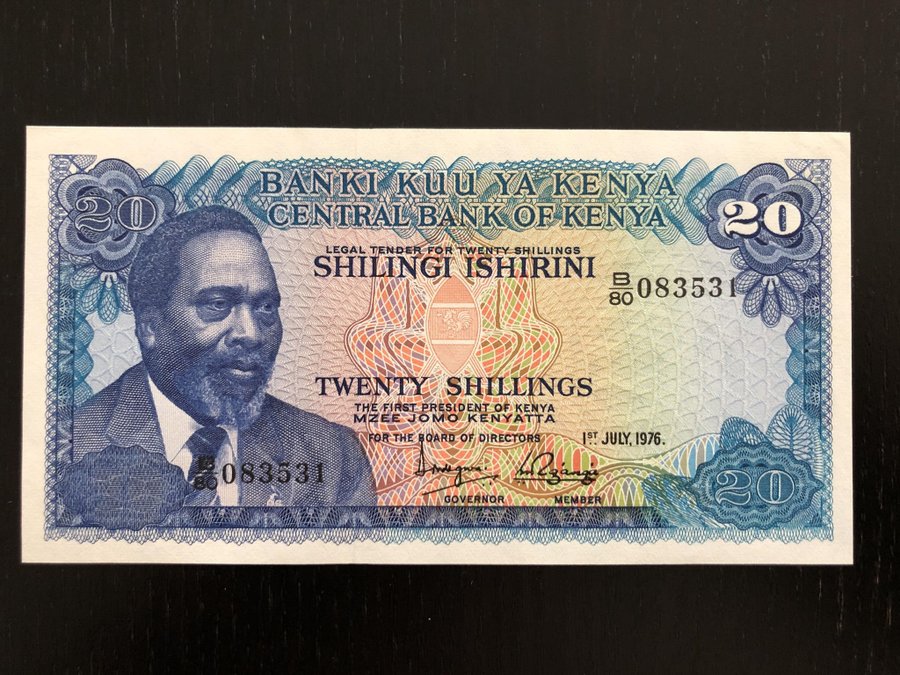 20
BANKI KUU YA KENYA
20
CENTRAL BANK OF KENYA
LEGAL TENDER FOR TWENTY SHILLINGS
SHILINGI ISHIRINI
B/80 083531
TWENTY SHILLINGS
THE FIRST PRESIDENT OF KENYA
MZEE JOMO KENYATTA
FOR THE BOARD OF DIRECTORS
1ST JULY, 1976.
B/80 083531
GOVERNOR
MEMBER
20